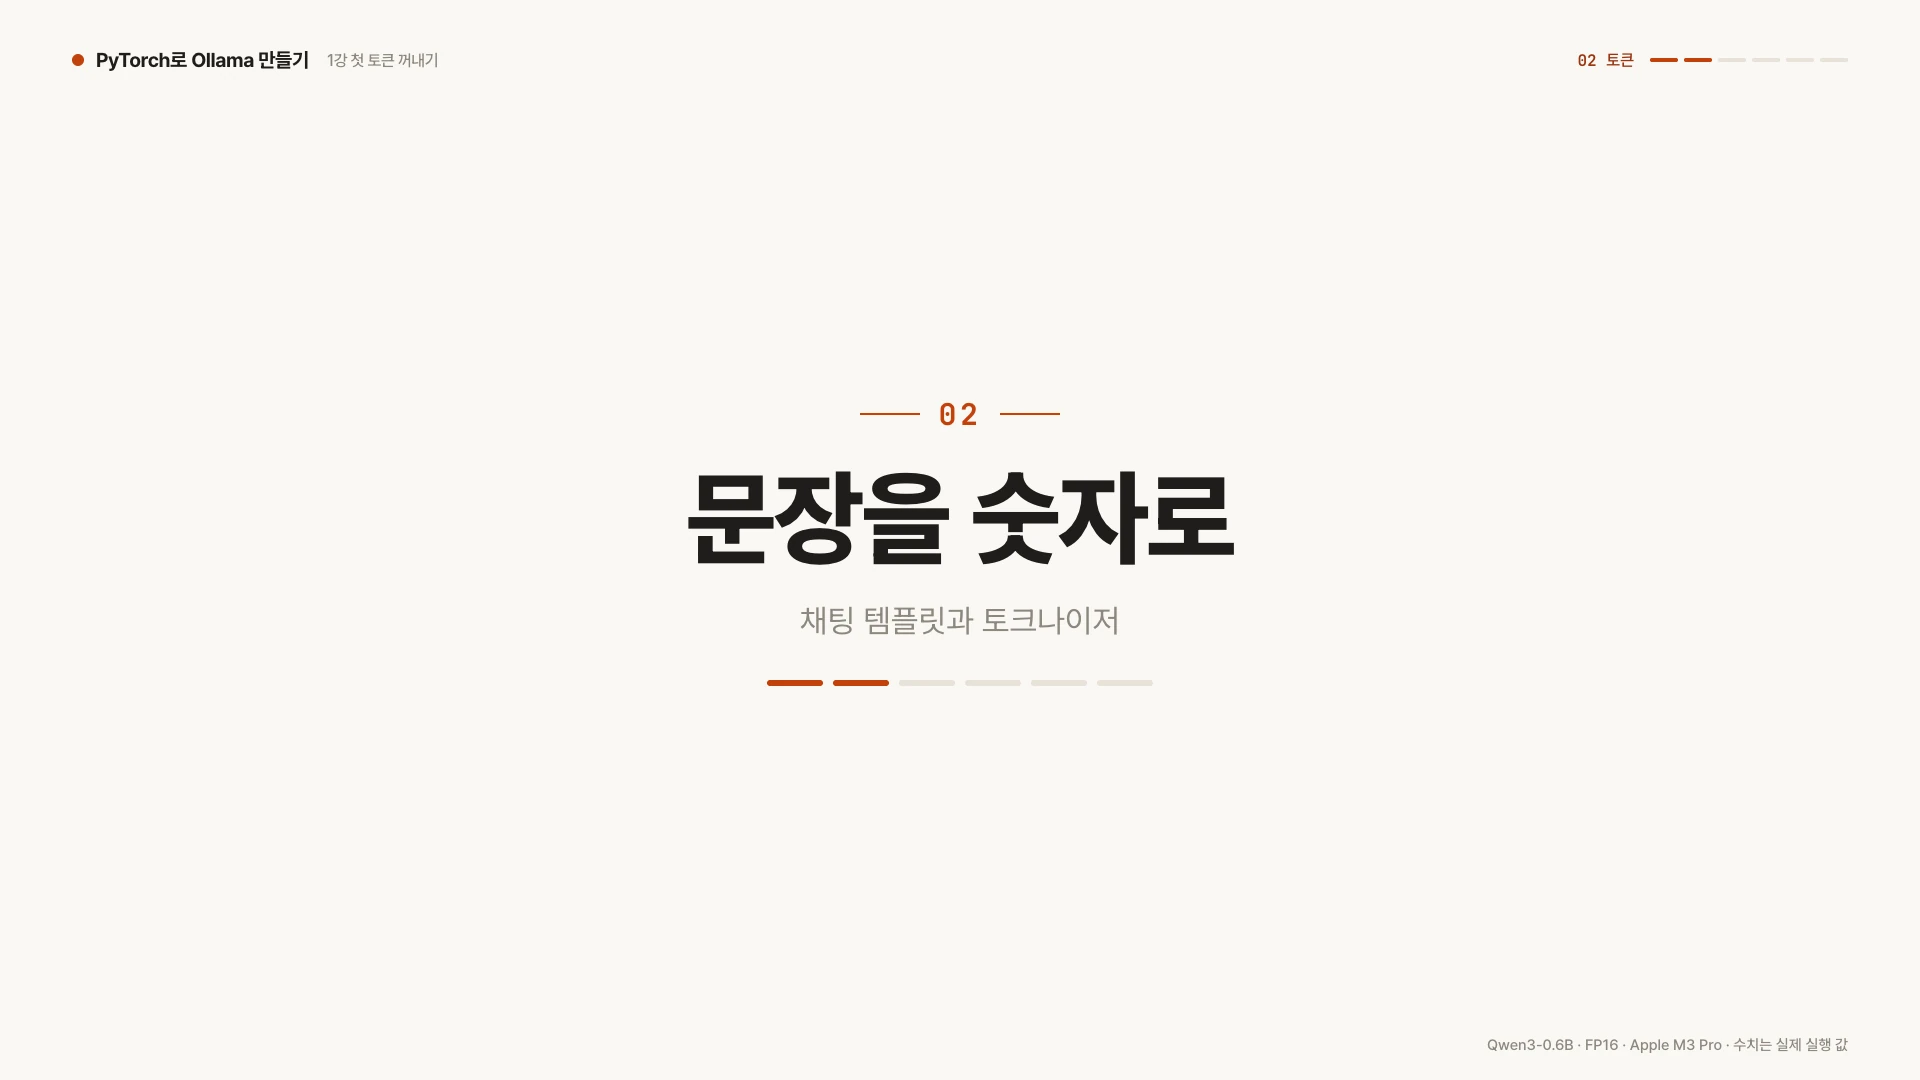 PyTorch로 Ollama 만들기 1강 첫 토큰 꺼내기
02 토큰
02
문장을 숫자로
채팅 템플릿과 토크나이저
Qwen3-0.6B · FP16 · Apple M3 Pro · 수치는 실제 실행 값